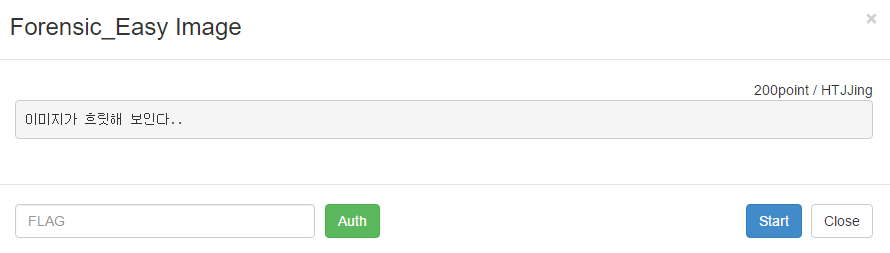 Forensic_Easy Image
×
200point / HTJJing
이미지가 흐릿해 보인다..
FLAG
Auth
Start
Close